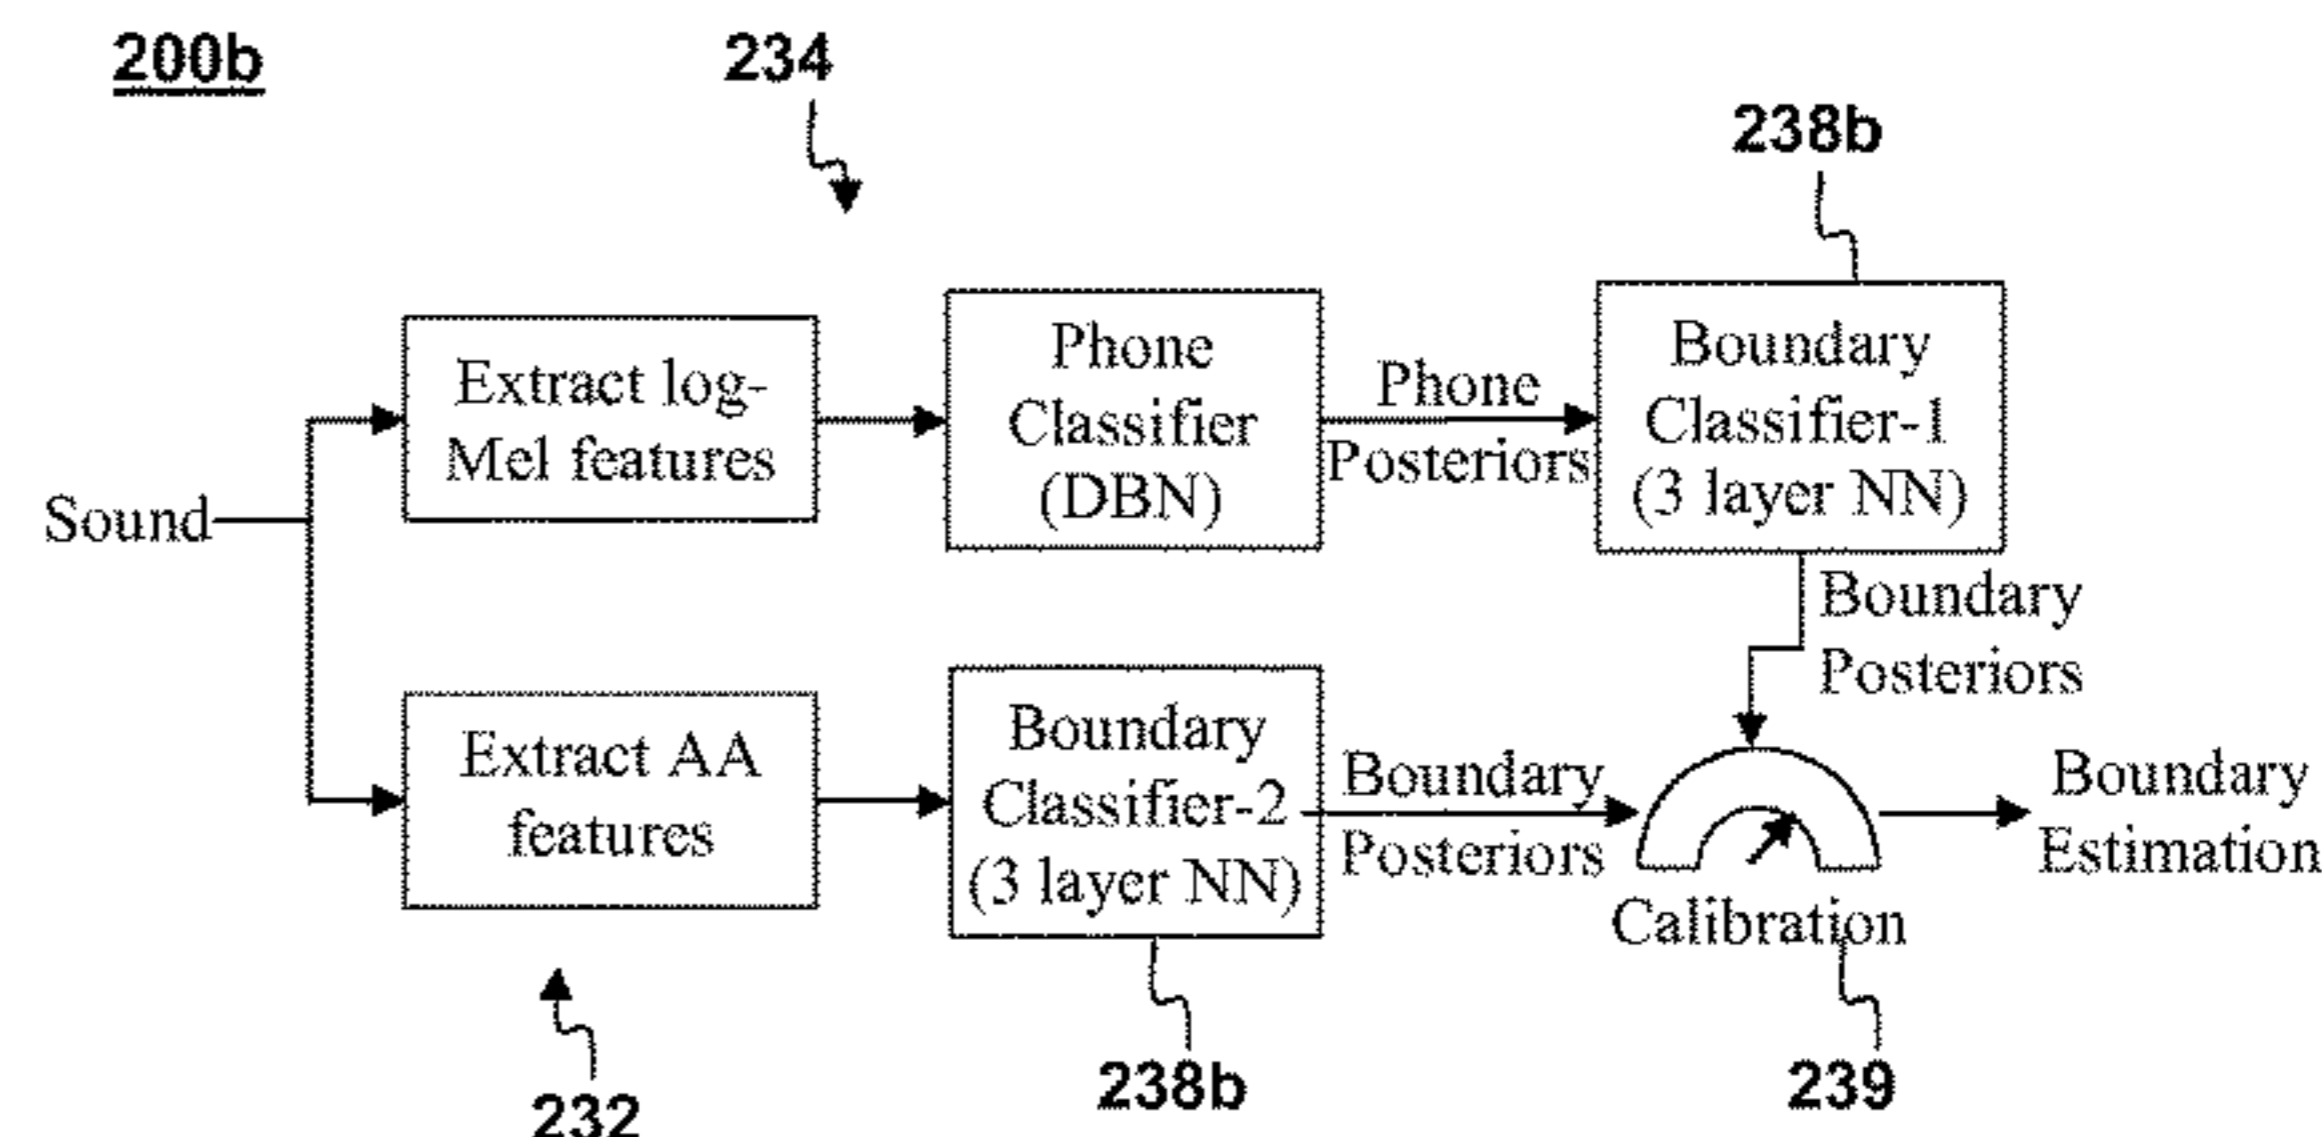 200b
234
238b
Extract log-
Mel features
Phone
Classifier
(DBN)
Phone
Posteriors
Boundary
Classifier-1
(3 layer NN)
Sound
Boundary
Posteriors
Extract AA
features
Boundary
Classifier-2
(3 layer NN)
Boundary
Posteriors
Calibration
Boundary
Estimation
232
238b
239